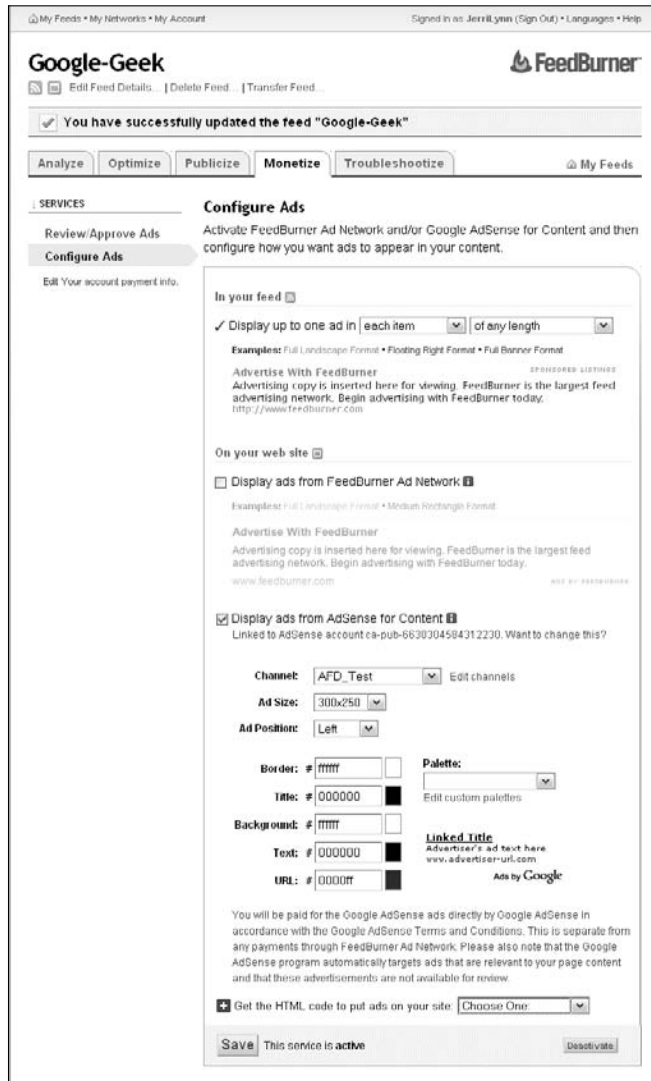 My Feeds • My Networks • My Account
Signed in as JerriLynn (Sign Out) • Languages • Help
Google-Geek
FeedBurner
Edit Feed Details... | Delete Feed... | Transfer Feed...
You have successfully updated the feed "Google-Geek"
Analyze Optimize Publicize Monetize Troubleshootize My Feeds
↓ SERVICES
Review/Approve Ads
Configure Ads
Edit Your account payment info.
Configure Ads
Activate FeedBurner Ad Network and/or Google AdSense for Content and then
configure how you want ads to appear in your content.
In your feed
✓ Display up to one ad in each item of any length
Examples: Full Landscape Format • Floating Right Format • Full Banner Format
Advertise With FeedBurner SPONSORED LISTINGS
Advertising copy is inserted here for viewing. FeedBurner is the largest feed
advertising network. Begin advertising with FeedBurner today.
http://www.feedburner.com
On your web site
Display ads from FeedBurner Ad Network
Examples: Full Landscape Format • Medium Rectangle Format
Advertise With FeedBurner
Advertising copy is inserted here for viewing. FeedBurner is the largest feed
advertising network. Begin advertising with FeedBurner today.
www.feedburner.com ADS BY FEEDBURNER
Display ads from AdSense for Content
Linked to AdSense account ca-pub-6630304584312230. Want to change this?
Channel: AFD_Test Edit channels
Ad Size: 300x250
Ad Position: Left
Border: # ffffff
Palette:
Title: # 000000
Edit custom palettes
Background: # ffffff
Linked Title
Text: # 000000
Advertiser's ad text here
www.advertiser-url.com
URL: # 0000ff
Ads by Google
You will be paid for the Google AdSense ads directly by Google AdSense in
accordance with the Google AdSense Terms and Conditions. This is separate from
any payments through FeedBurner Ad Network. Please also note that the Google
AdSense program automatically targets ads that are relevant to your page content
and that these advertisements are not available for review.
Get the HTML code to put ads on your site: Choose One:
Save This service is active Deactivate